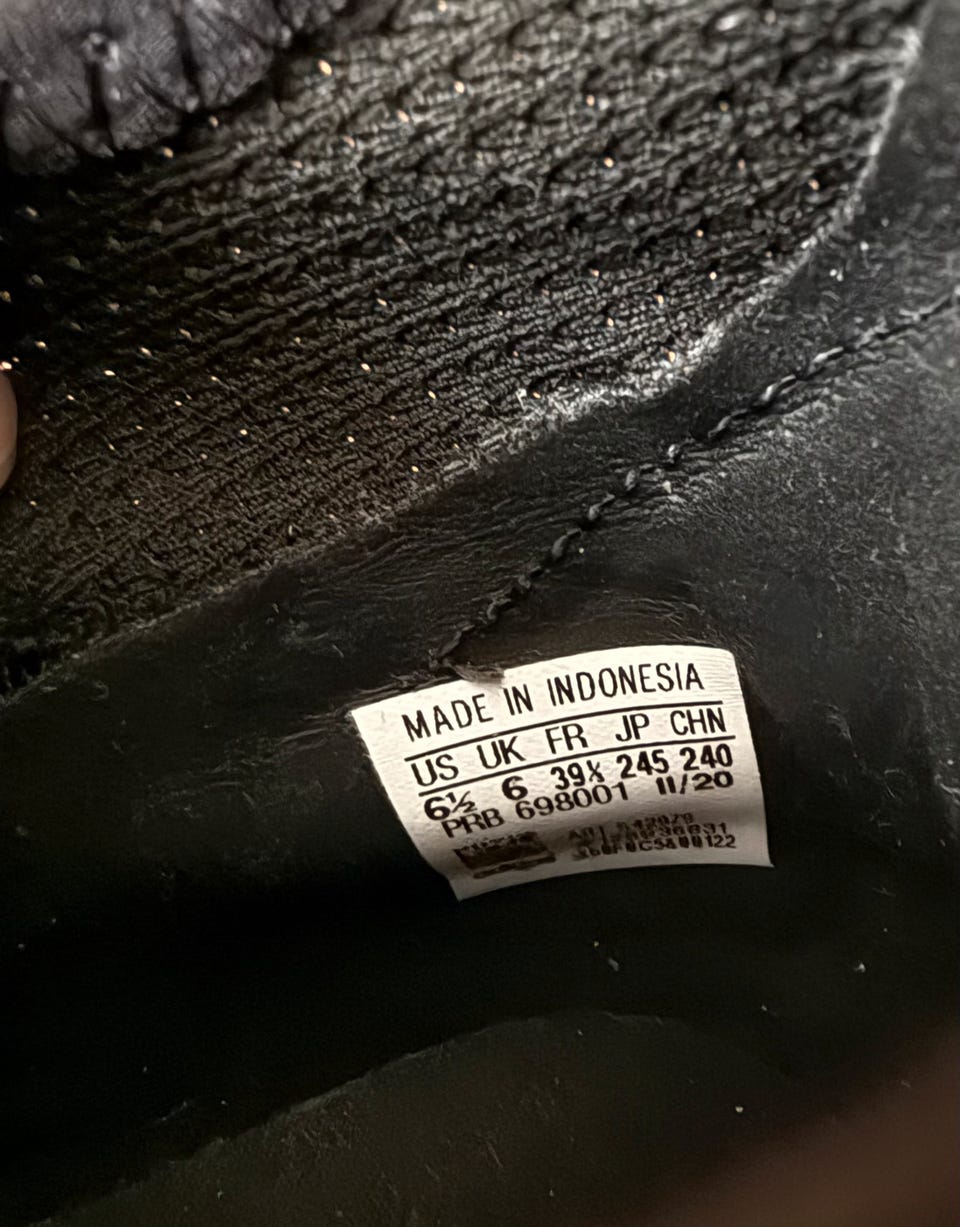 MADE IN INDONESIA
US UK FR JP CHN
6½ 6 39⅓ 245 240
PRB 698001 11/20